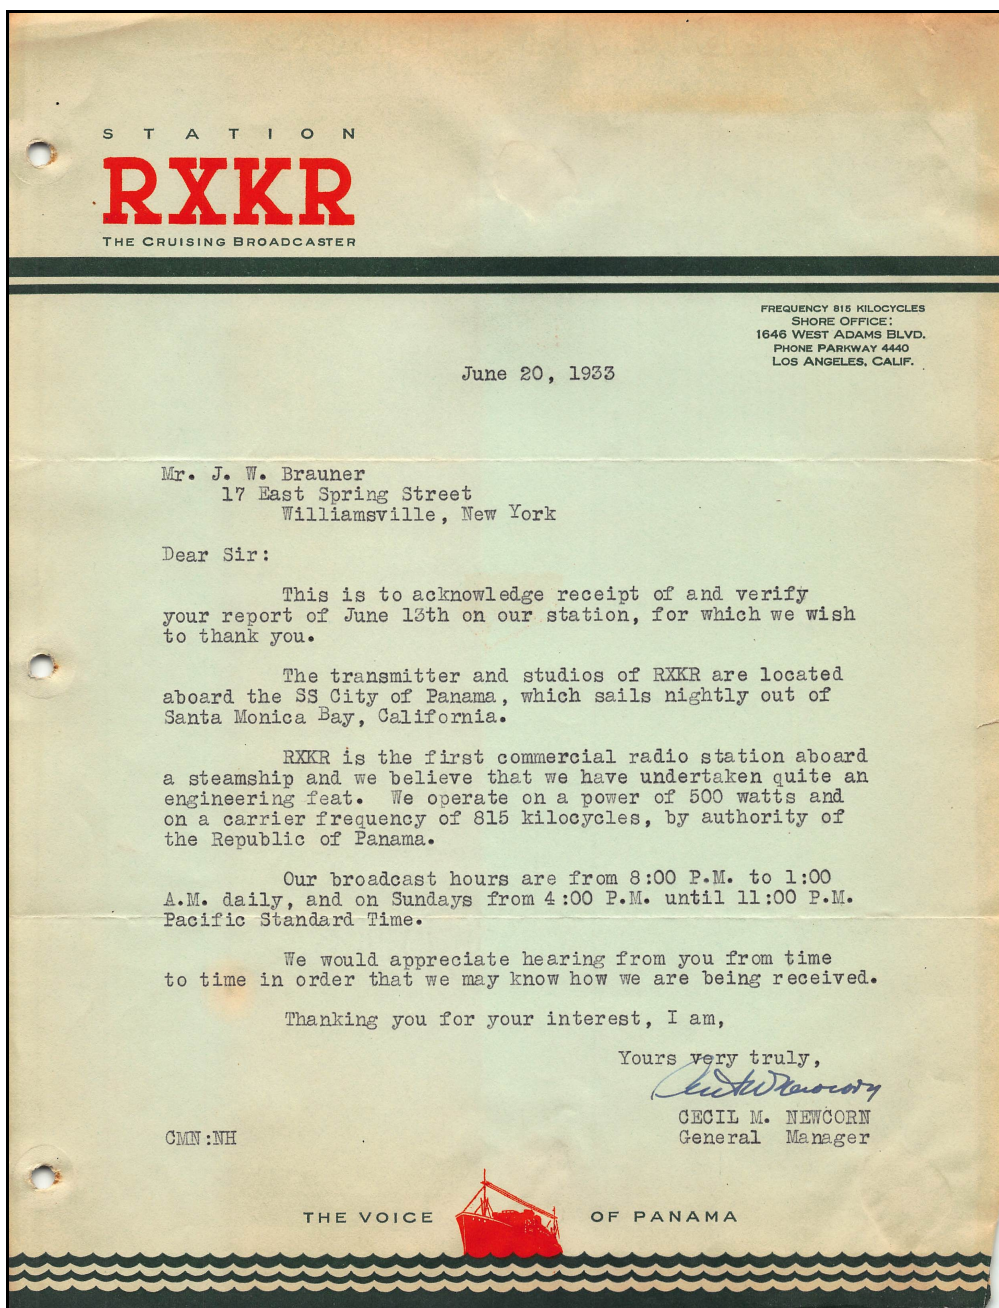 STATION
RXKR
THE CRUISING BROADCASTER
FREQUENCY 815 KILOCYCLES
SHORE OFFICE:
1646 WEST ADAMS BLVD.
PHONE PARKWAY 4440
LOS ANGELES, CALIF.
June 20, 1933
Mr. J. W. Brauner
17 East Spring Street
Williamsville, New York
Dear Sir:
This is to acknowledge receipt of and verify
your report of June 13th on our station, for which we wish
to thank you.
The transmitter and studios of RXKR are located
aboard the SS City of Panama, which sails nightly out of
Santa Monica Bay, California.
RXKR is the first commercial radio station aboard
a steamship and we believe that we have undertaken quite an
engineering feat. We operate on a power of 500 watts and
on a carrier frequency of 815 kilocycles, by authority of
the Republic of Panama.
Our broadcast hours are from 8:00 P.M. to 1:00
A.M. daily, and on Sundays from 4:00 P.M. until 11:00 P.M.
Pacific Standard Time.
We would appreciate hearing from you from time
to time in order that we may know how we are being received.
Thanking you for your interest, I am,
Yours very truly,
CECIL M. NEWCORN
CMN:NH General Manager
THE VOICE OF PANAMA